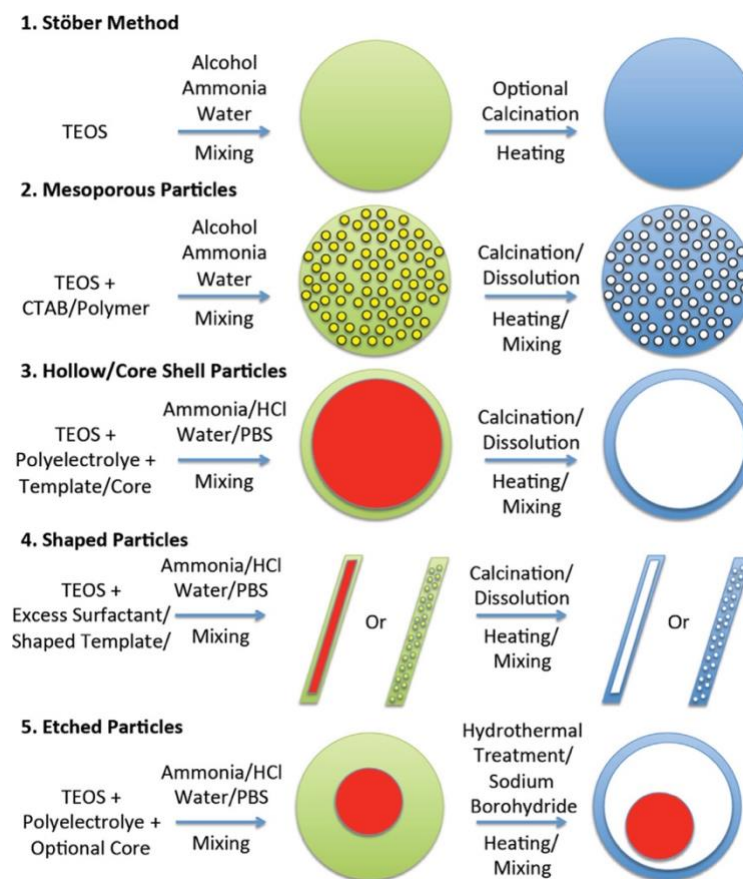 1. Stöber Method
TEOS
Alcohol
Ammonia
Water
Mixing
Optional
Calcination
Heating
2. Mesoporous Particles
TEOS +
CTAB/Polymer
Alcohol
Ammonia
Water
Mixing
Calcination/
Dissolution
Heating/
Mixing
3. Hollow/Core Shell Particles
TEOS +
Polyelectrolye +
Template/Core
Ammonia/HCl
Water/PBS
Mixing
Calcination/
Dissolution
Heating/
Mixing
4. Shaped Particles
TEOS +
Excess Surfactant/
Shaped Template/
Ammonia/HCl
Water/PBS
Mixing
Or
Calcination/
Dissolution
Heating/
Mixing
Or
5. Etched Particles
TEOS +
Polyelectrolye +
Optional Core
Ammonia/HCl
Water/PBS
Mixing
Hydrothermal
Treatment/
Sodium
Borohydride
Heating/
Mixing